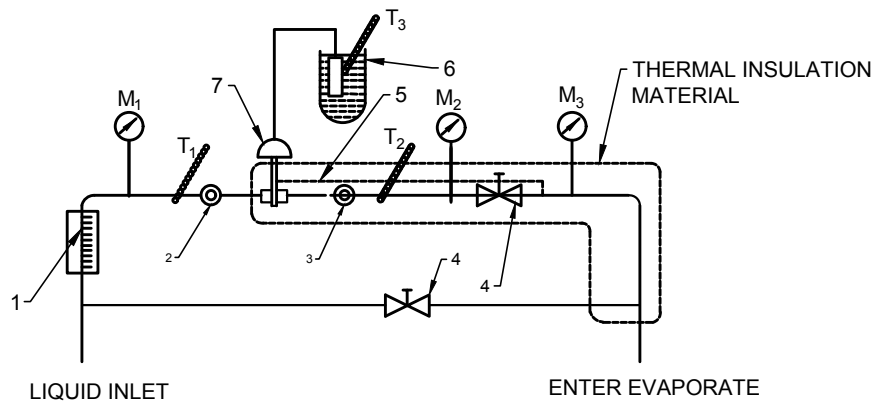 T3
6
7
THERMAL INSULATION
MATERIAL
M1
5
M2
M3
T1
T2
2
3
4
1
4
LIQUID INLET
ENTER EVAPORATE